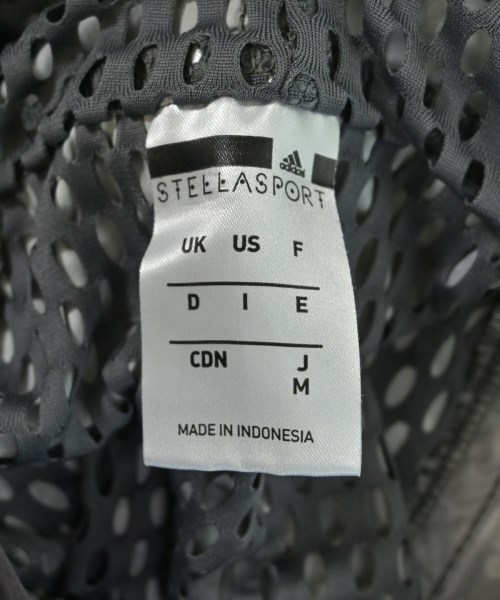 adidas
STELLASPORT
UK US F
D I E
CDN J
M
MADE IN INDONESIA